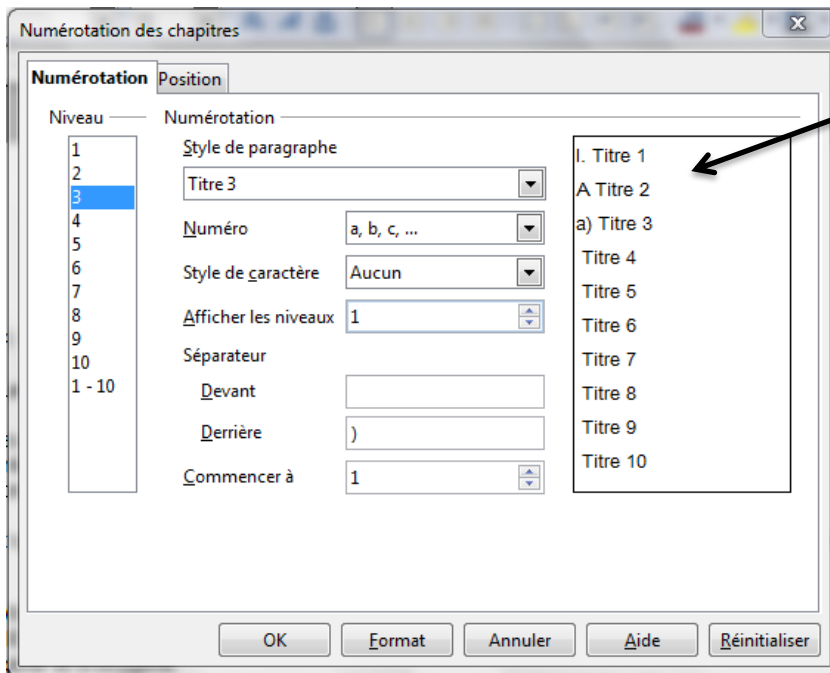 Numérotation des chapitres
Numérotation Position
Niveau
1
2
3
4
5
6
7
8
9
10
1 - 10
Numérotation
Style de paragraphe
Titre 3
Numéro a, b, c, ...
Style de caractère Aucun
Afficher les niveaux 1
Séparateur
Devant
Derrière )
Commencer à 1
I. Titre 1
A Titre 2
a) Titre 3
Titre 4
Titre 5
Titre 6
Titre 7
Titre 8
Titre 9
Titre 10
OK Format Annuler Aide Réinitialiser